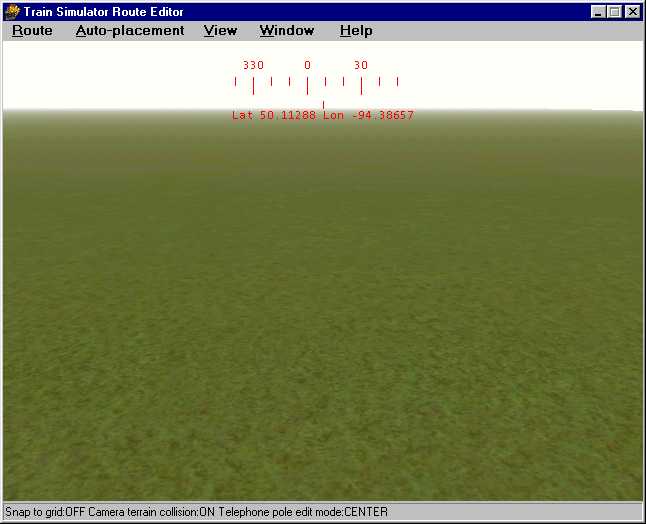 Train Simulator Route Editor
Route Auto-placement View Window Help
330 0 30
Lat 50.11288 Lon -94.38657
Snap to grid:OFF Camera terrain collision:ON Telephone pole edit mode:CENTER